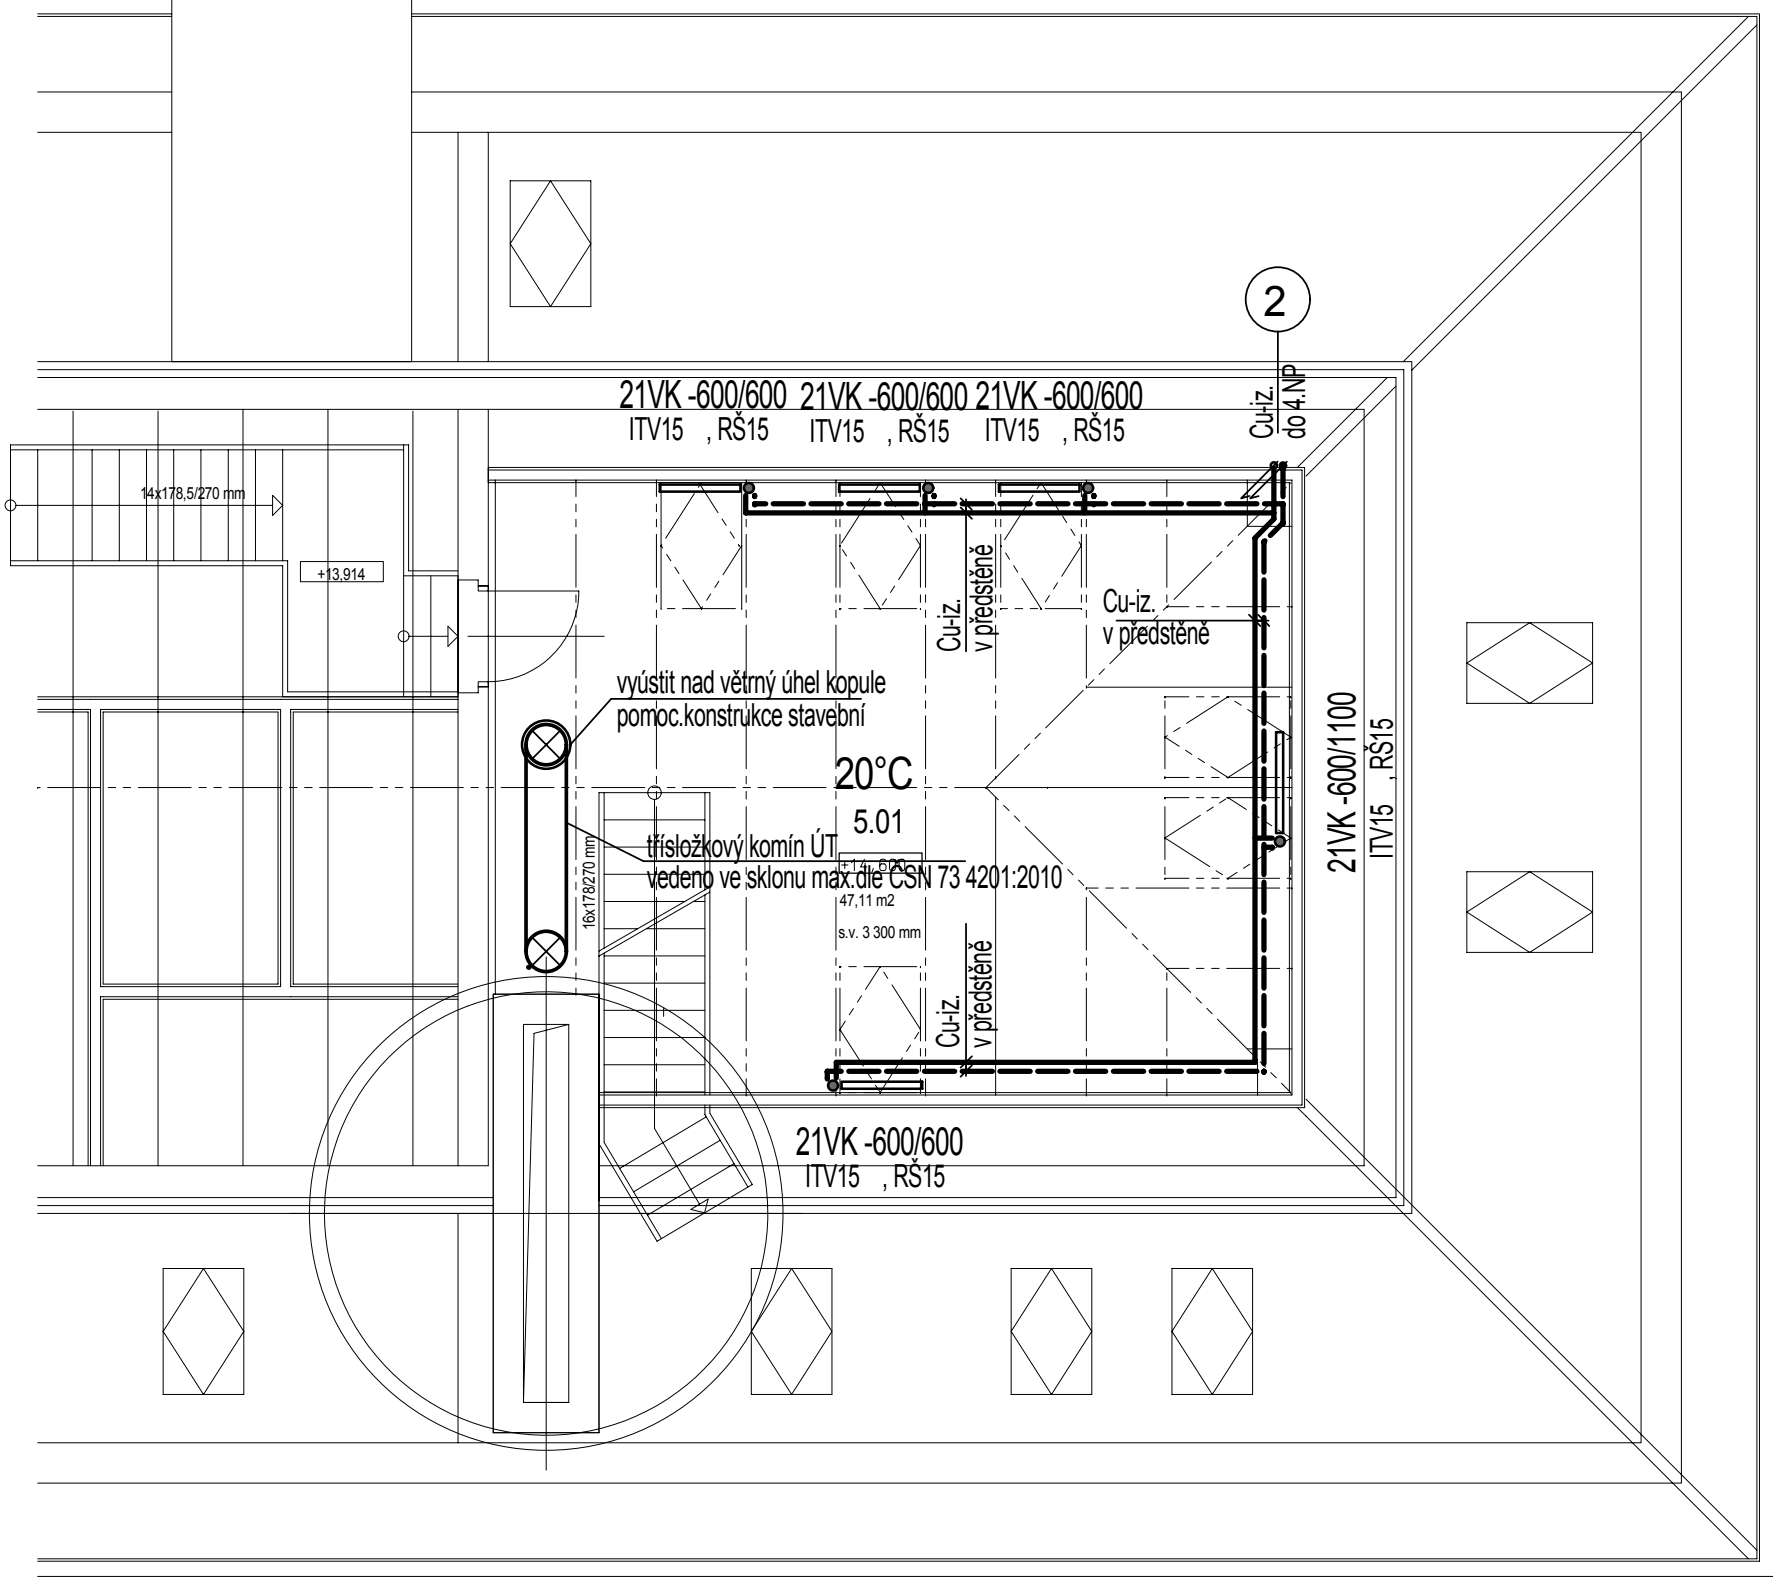 2
Cu-iz.
do 4.NP
21VK -600/600
ITV15 , RŠ15
21VK -600/600
ITV15 , RŠ15
21VK -600/600
ITV15 , RŠ15
14x178,5/270 mm
+13,914
Cu-iz.
v předstěně
Cu-iz.
v předstěně
vyústit nad větrný úhel kopule
pomoc.konstrukce stavební
20°C
5.01
třísložkový komín ÚT
+14,600
vedeno ve sklonu max.dle ČSN 73 4201:2010
47,11 m2
s.v. 3 300 mm
16x178/270 mm
21VK -600/1100
ITV15 , RŠ15
Cu-iz.
v předstěně
21VK -600/600
ITV15 , RŠ15